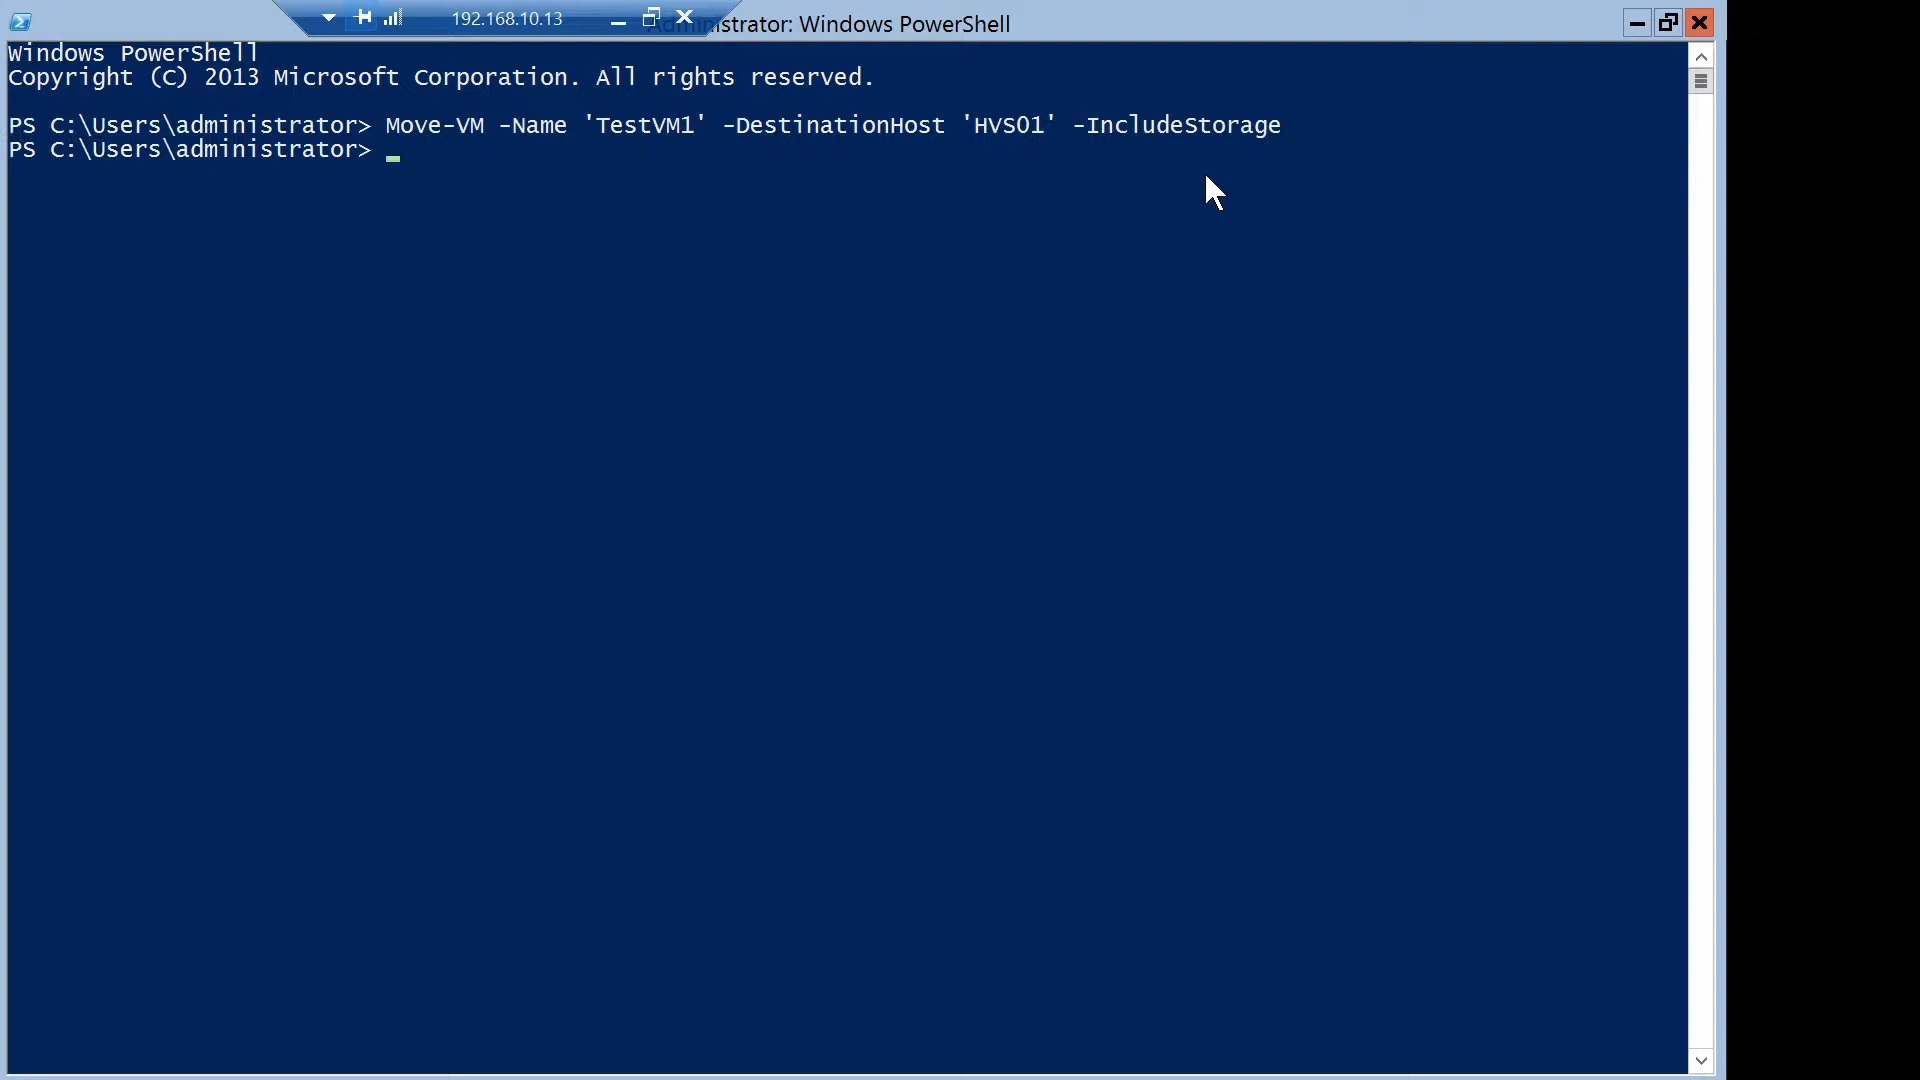 192.168.10.13
Administrator: Windows PowerShell
Windows PowerShell
Copyright (C) 2013 Microsoft Corporation. All rights reserved.
PS C:\Users\administrator> Move-VM -Name 'TestVM1' -DestinationHost 'HVS01' -IncludeStorage
PS C:\Users\administrator>